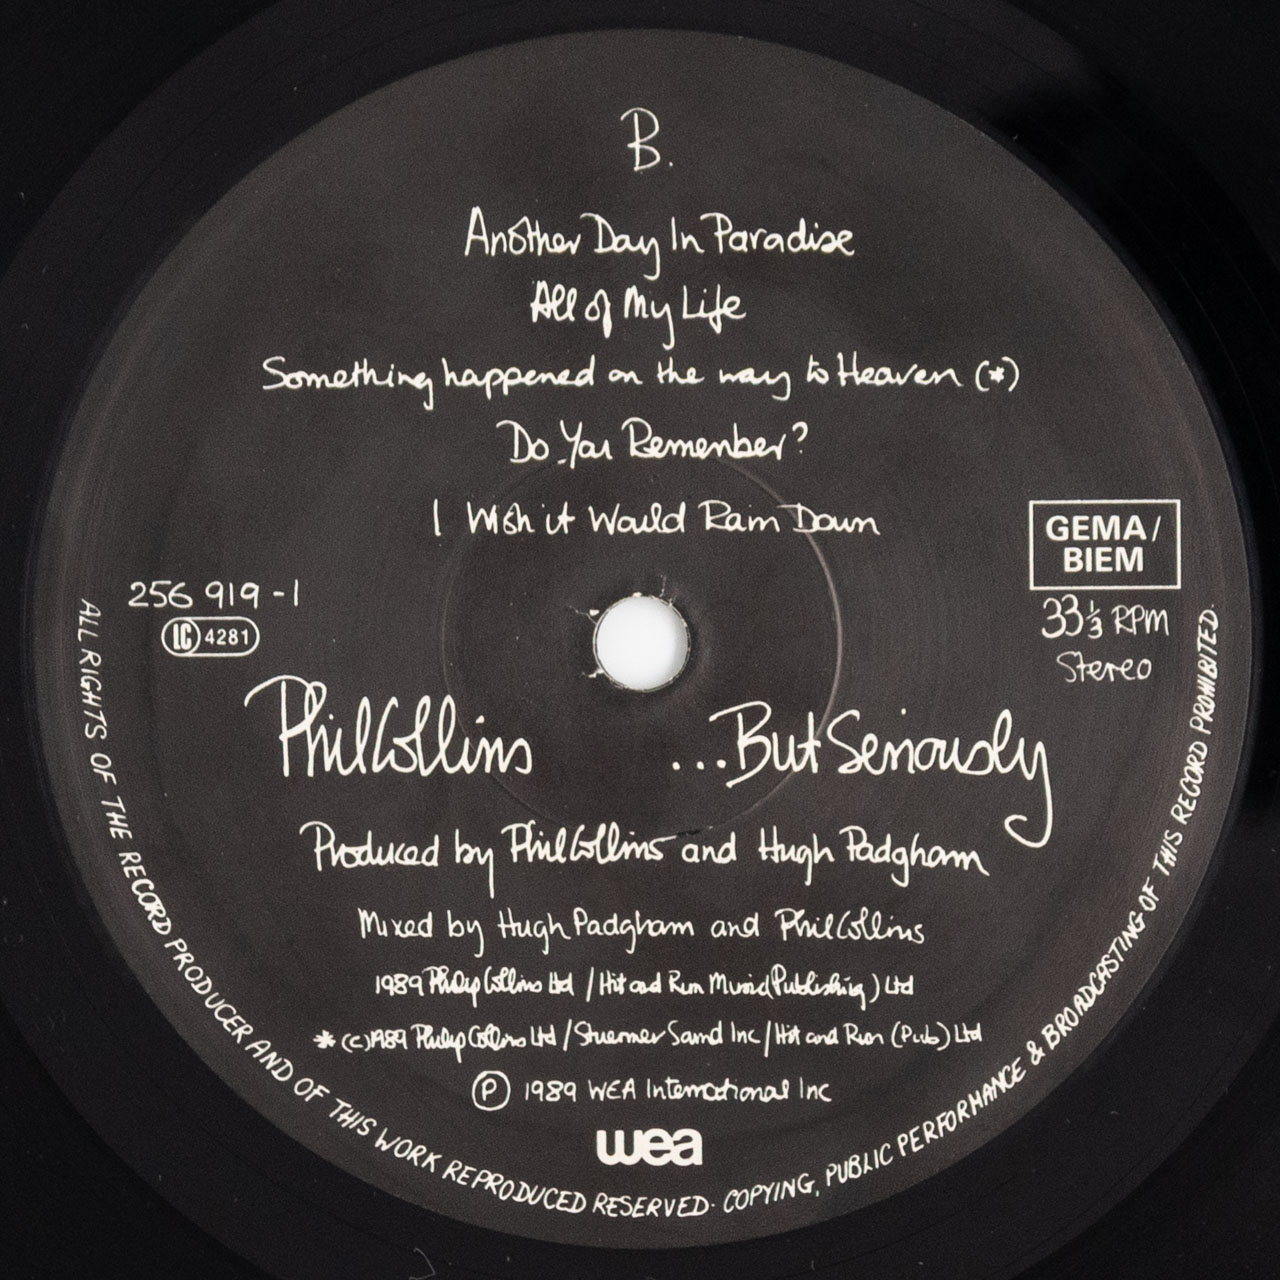 B.
Another Day In Paradise
All of My Life
Something happened on the way to Heaven (*)
Do You Remember?
I Wish it Would Rain Down
GEMA/
BIEM
256 919-1
LC 4281
33⅓ RPM
Stereo
Phil Collins ...But Seriously
Produced by Phil Collins and Hugh Padgham
Mixed by Hugh Padgham and Phil Collins
1989 Philip Collins Ltd / Hit and Run Music (Publishing) Ltd
* (c) 1989 Philip Collins Ltd / Stuermer Sound Inc / Hit and Run (Pub) Ltd
Ⓟ 1989 WEA International Inc
wea
ALL RIGHTS OF THE RECORD PRODUCER AND OF THIS WORK REPRODUCED RESERVED· COPYING, PUBLIC PERFORMANCE & BROADCASTING OF THIS RECORD PROHIBITED.